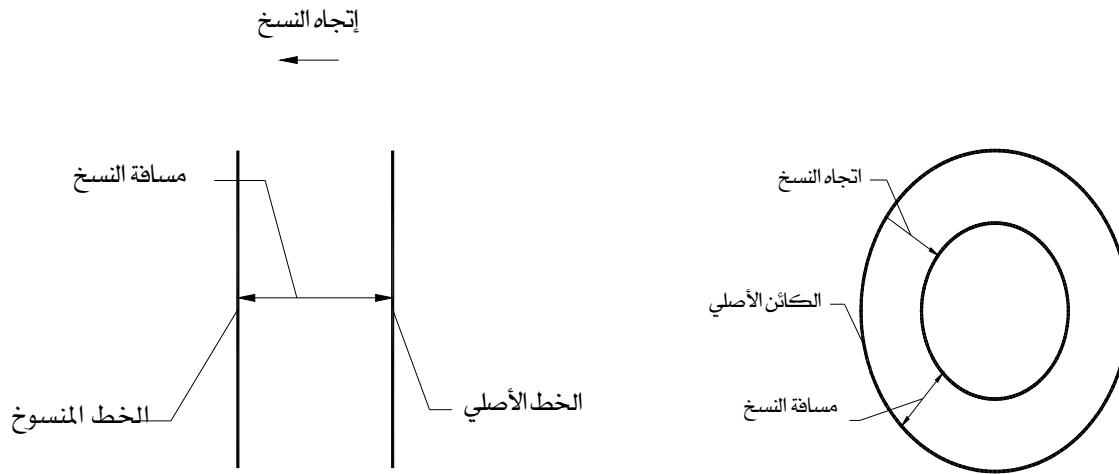 إتجاه النسخ
مسافة النسخ
الخط الأصلي
الخط المنسوخ
اتجاه النسخ
الكائن الأصلي
مسافة النسخ